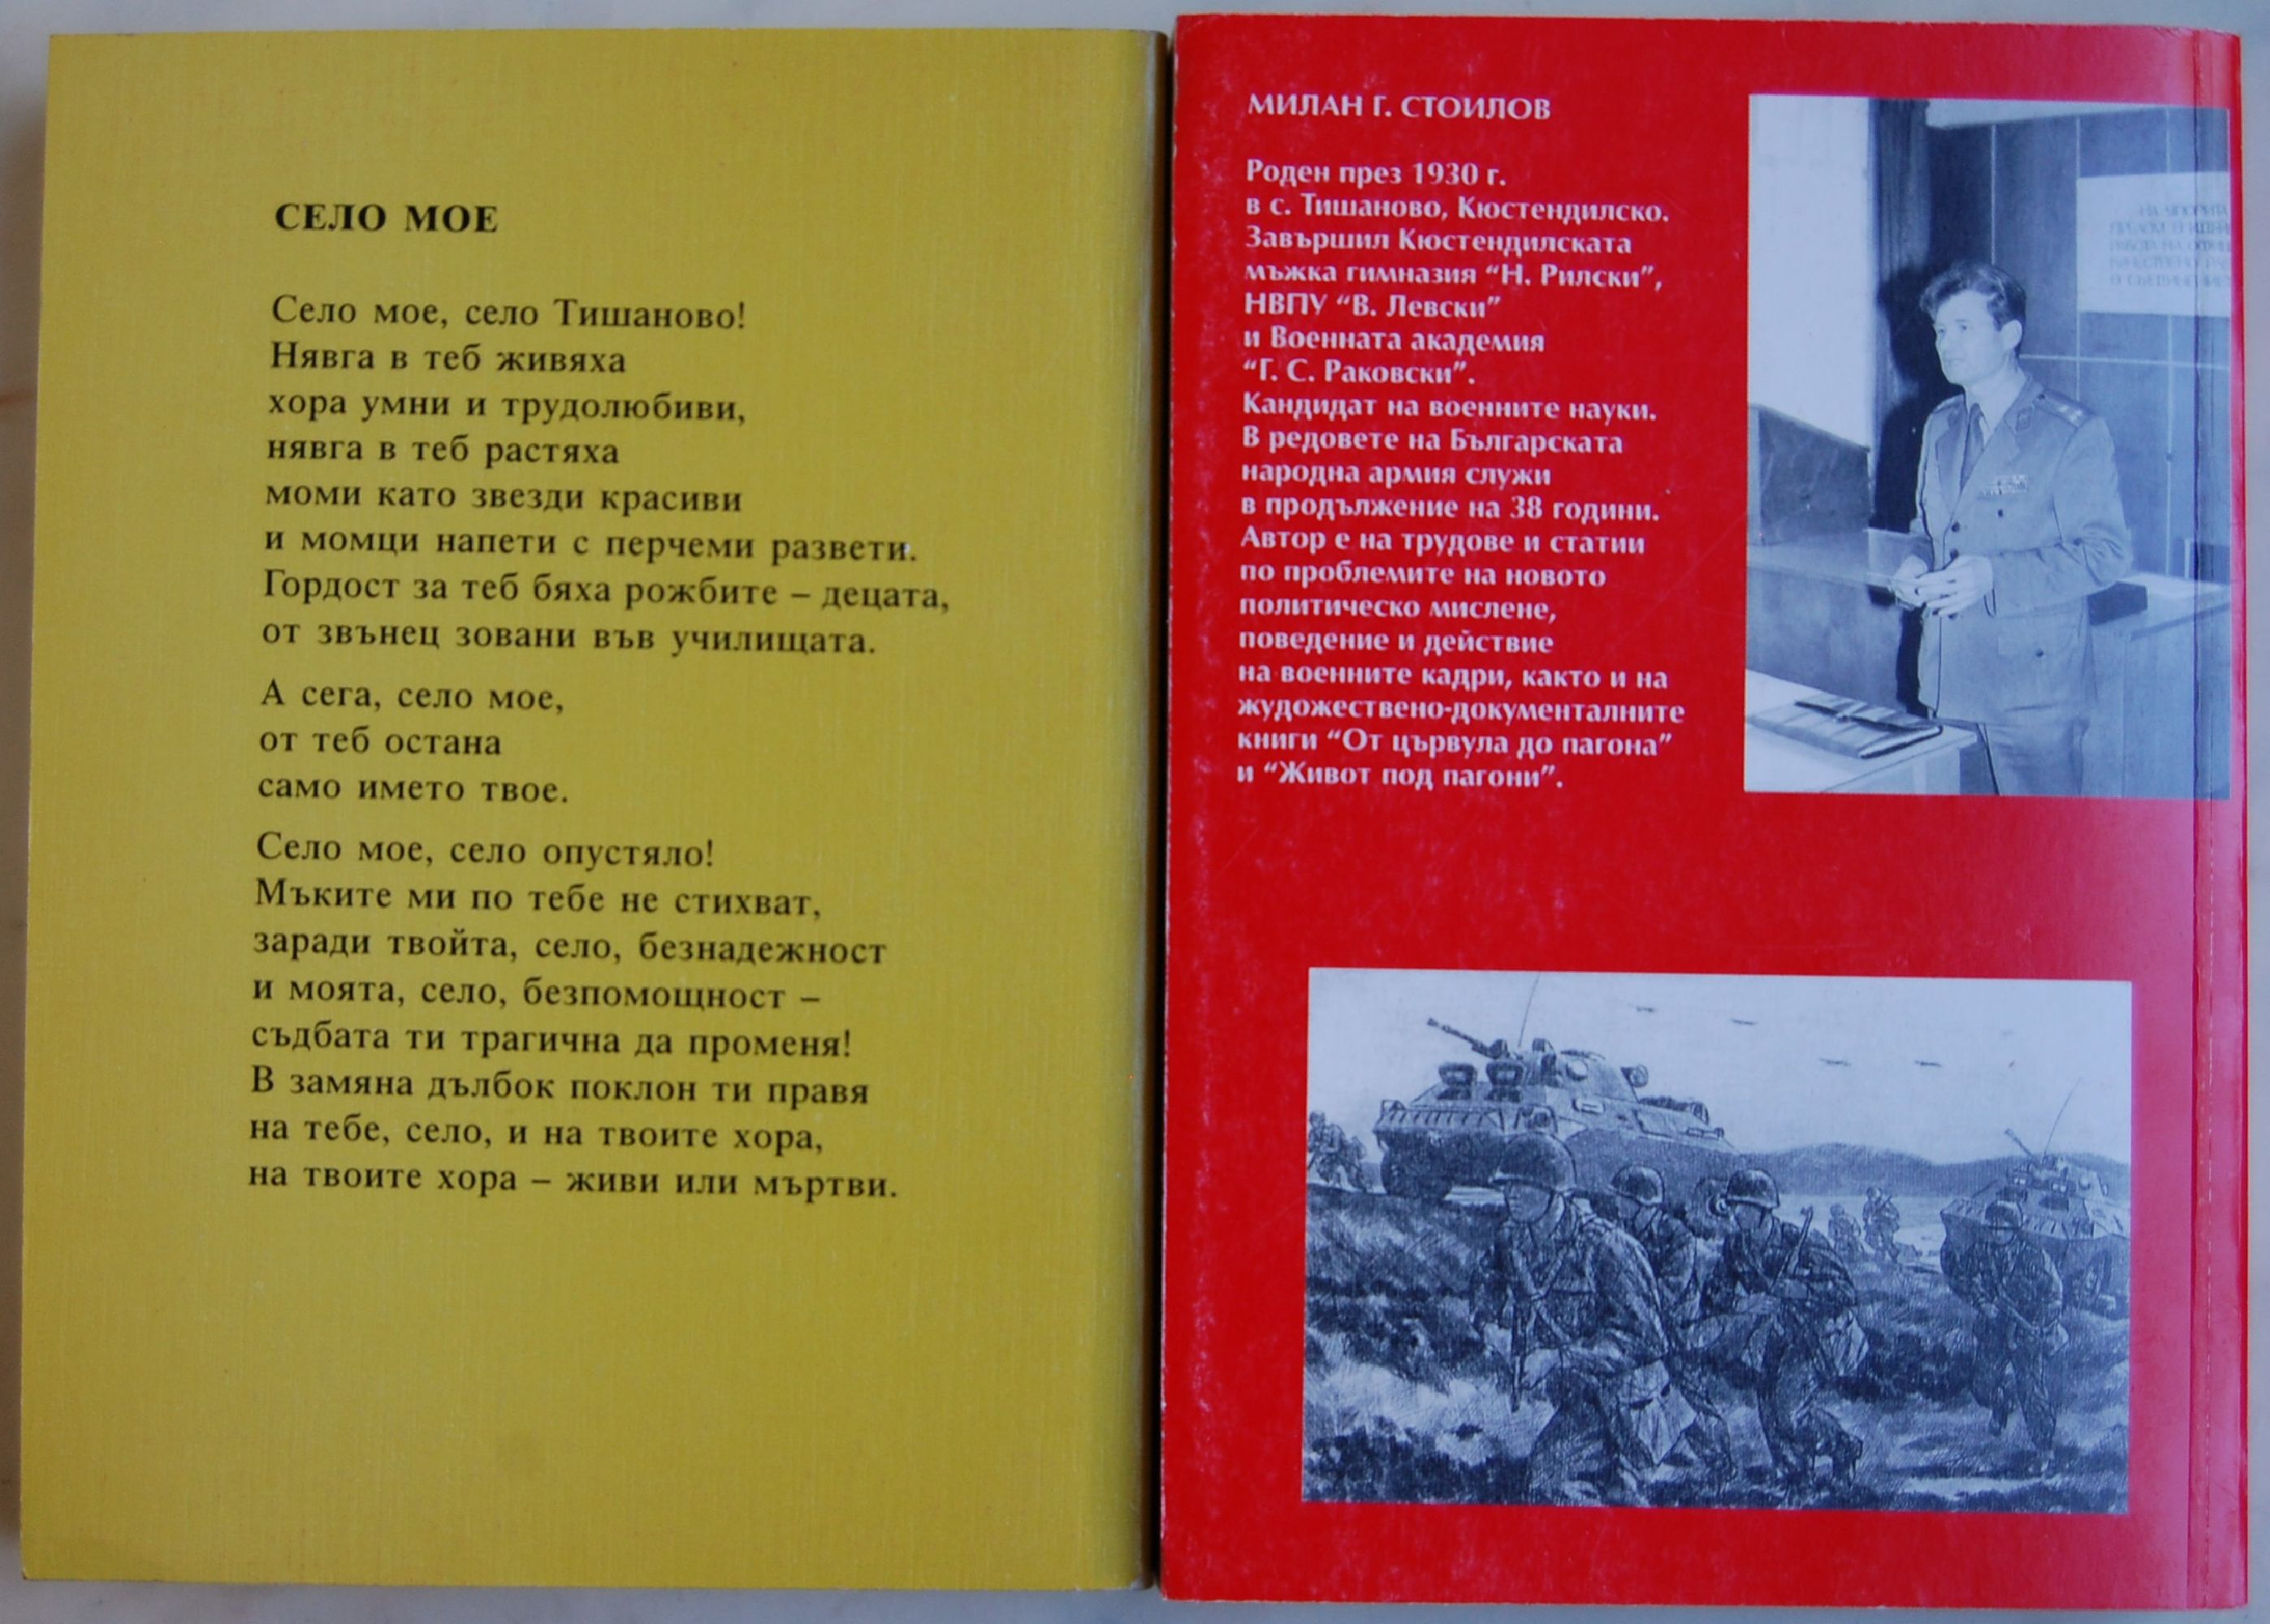 СЕЛО МОЕ
Село мое, село Тишаново!
Нявга в теб живяха
хора умни и трудолюбиви,
нявга в теб растяха
моми като звезди красиви
и момци напети с перчеми развети.
Гордост за теб бяха рожбите – децата,
от звънец зовани във училищата.
А сега, село мое,
от теб остана
само името твое.
Село мое, село опустяло!
Мъките ми по тебе не стихват,
заради твойта, село, безнадежност
и моята, село, безпомощност –
съдбата ти трагична да променя!
В замяна дълбок поклон ти правя
на тебе, село, и на твоите хора,
на твоите хора – живи или мъртви.
МИЛАН Г. СТОИЛОВ
Роден през 1930 г.
в с. Тишаново, Кюстендилско.
Завършил Кюстендилската
мъжка гимназия “Н. Рилски”,
НВПУ “В. Левски”
и Военната академия
“Г. С. Раковски”.
Кандидат на военните науки.
В редовете на Българската
народна армия служи
в продължение на 38 години.
Автор е на трудове и статии
по проблемите на новото
политическо мислене,
поведение и действие
на военните кадри, както и на
жудожествено-документалните
книги “От цървула до пагона”
и “Живот под пагони”.